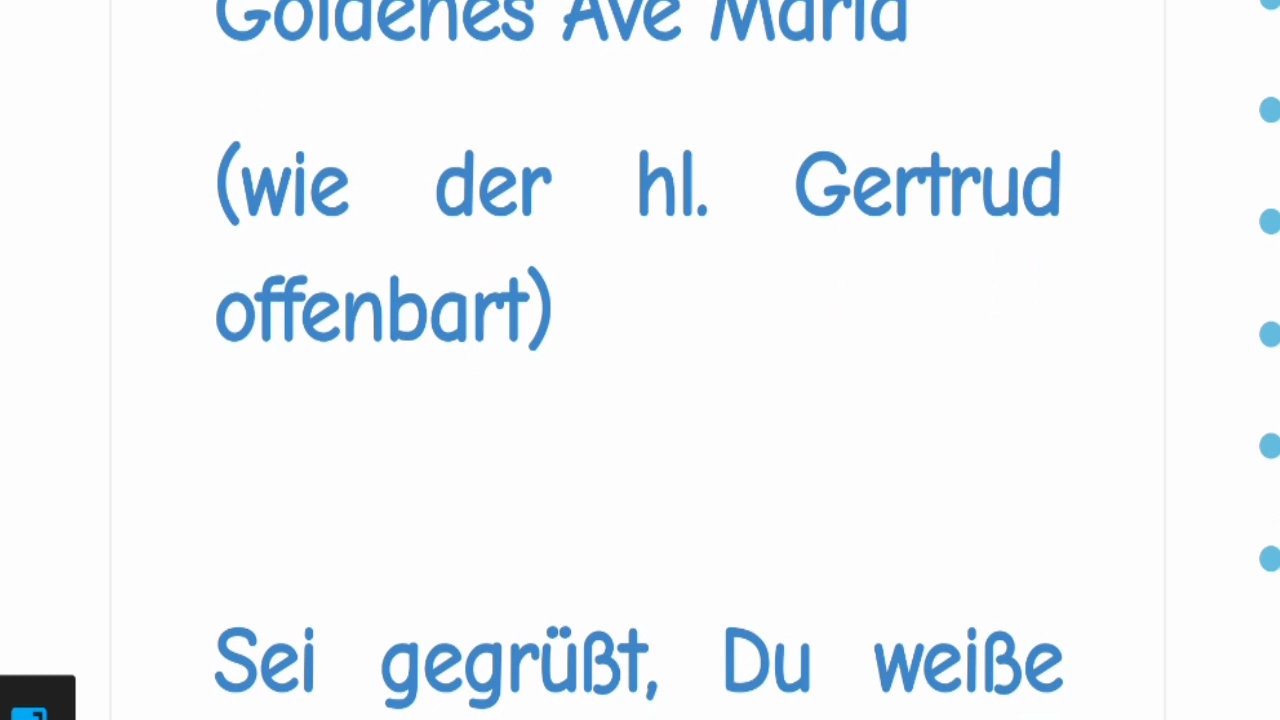 Goldenes Ave Maria
(wie der hl. Gertrud
offenbart)
Sei gegrüßt, Du weiße